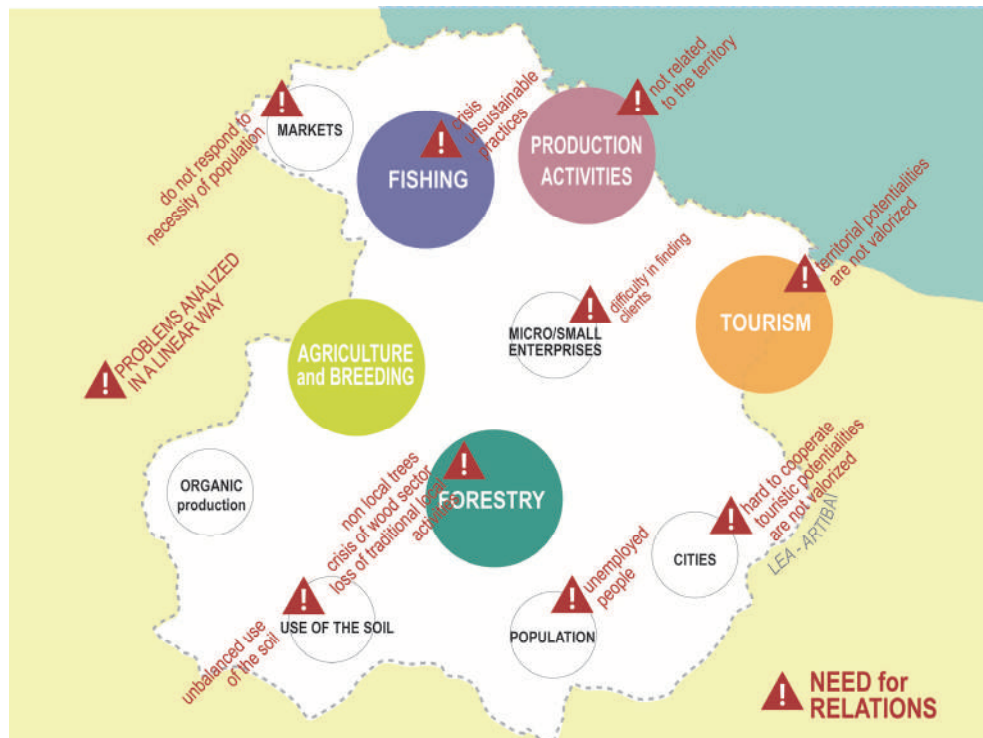 MARKETS
do not respond to
necessity of population
FISHING
crisis
unsustainable
practices
PRODUCTION
ACTIVITIES
not related
to the territory
territorial potentialities
are not valorized
TOURISM
difficulty in finding
clients
MICRO/SMALL
ENTERPRISES
PROBLEMS ANALIZED
IN A LINEAR WAY
AGRICULTURE
and BREEDING
ORGANIC
production
non local trees
crisis of wood sector
loss of traditional local
activities
FORESTRY
hard to cooperate
touristic potentialities
are not valorized
CITIES
LEA - ARTIBAI
USE OF THE SOIL
unbalanced use
of the soil
unemployed
people
POPULATION
NEED for
RELATIONS